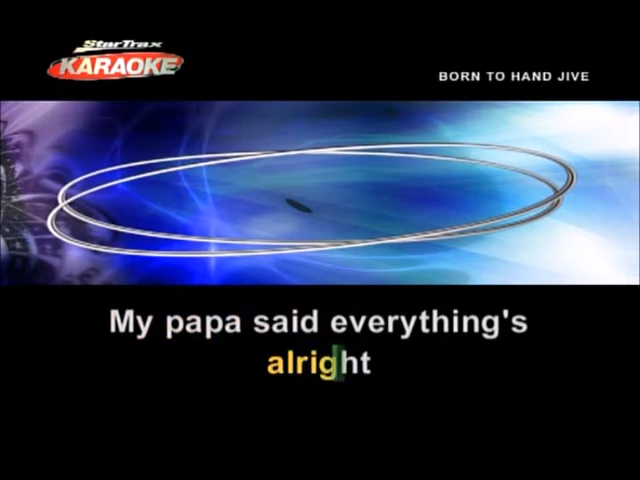 StarTrax
KARAOKE
BORN TO HAND JIVE
My papa said everything's
alright